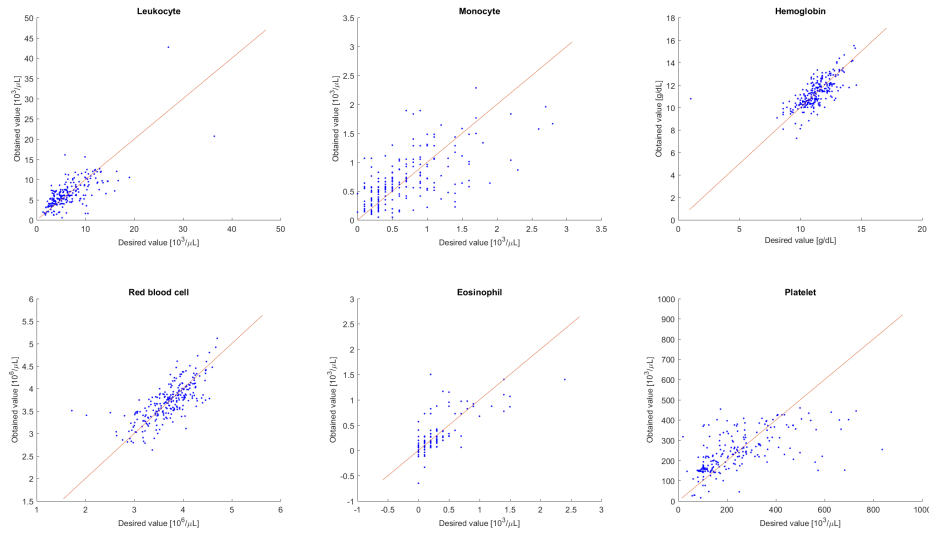 Leukocyte
Obtained value [10³/μL]
50
45
40
35
30
25
20
15
10
5
0
0 10 20 30 40 50
Desired value [10³/μL]
Monocyte
Obtained value [10³/μL]
3.5
3
2.5
2
1.5
1
0.5
0
0 0.5 1 1.5 2 2.5 3 3.5
Desired value [10³/μL]
Hemoglobin
Obtained value [g/dL]
18
16
14
12
10
8
6
4
2
0
0 5 10 15 20
Desired value [g/dL]
Red blood cell
Obtained value [10⁶/μL]
6
5.5
5
4.5
4
3.5
3
2.5
2
1.5
1 2 3 4 5 6
Desired value [10⁶/μL]
Eosinophil
Obtained value [10³/μL]
3
2.5
2
1.5
1
0.5
0
-0.5
-1
-1 -0.5 0 0.5 1 1.5 2 2.5 3
Desired value [10³/μL]
Platelet
Obtained value [10³/μL]
1000
900
800
700
600
500
400
300
200
100
0
0 200 400 600 800 1000
Desired value [10³/μL]